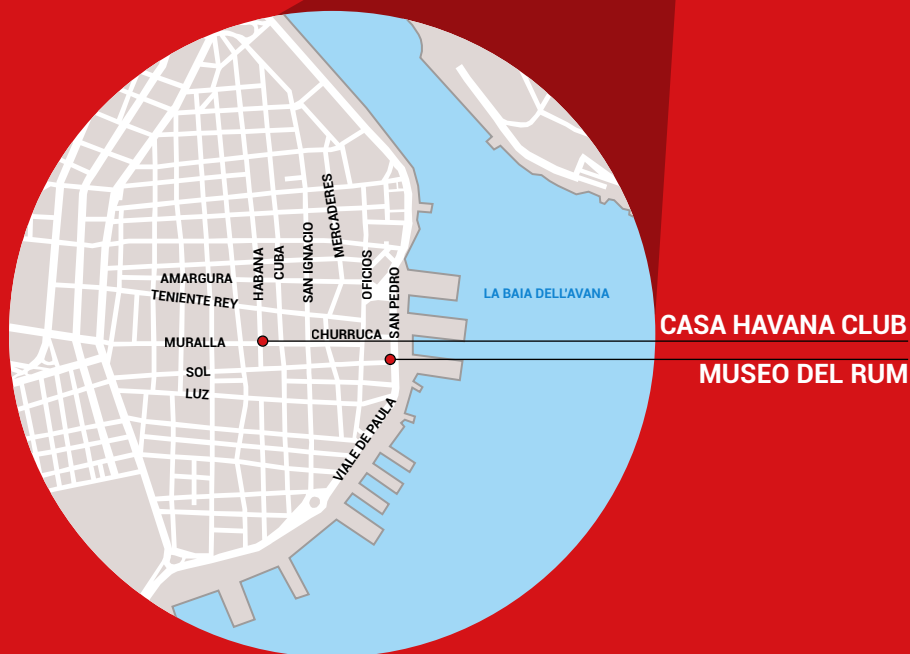 MERCADERES
SAN IGNACIO
CUBA
HABANA
OFICIOS
SAN PEDRO
AMARGURA
TENIENTE REY
LA BAIA DELL'AVANA
CHURRUCA
MURALLA
CASA HAVANA CLUB
MUSEO DEL RUM
SOL
LUZ
VIALE DE PAULA